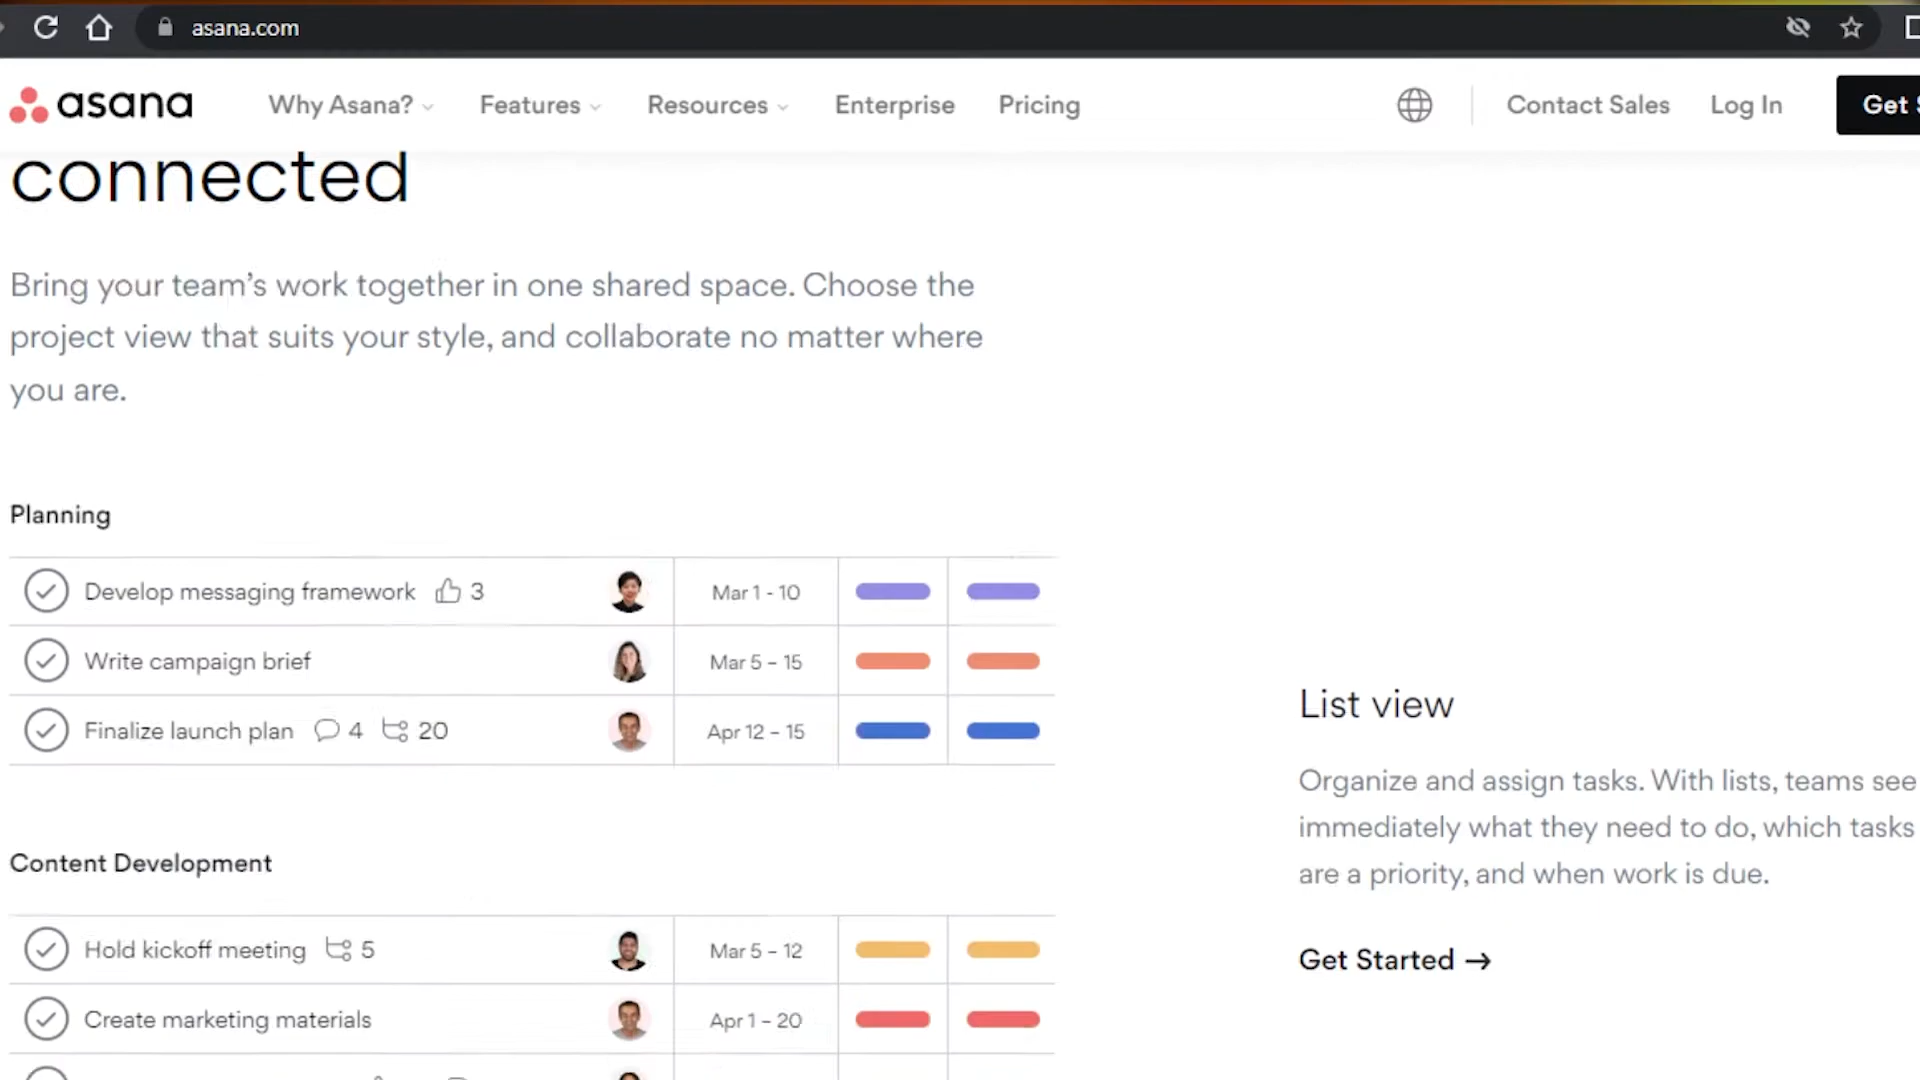 asana.com
asana
Why Asana?
Features
Resources
Enterprise
Pricing
Contact Sales
Log In
Get
connected
Bring your team’s work together in one shared space. Choose the
project view that suits your style, and collaborate no matter where
you are.
Planning
Develop messaging framework 3
Mar 1 - 10
Write campaign brief
Mar 5 – 15
Finalize launch plan 4 20
Apr 12 – 15
List view
Organize and assign tasks. With lists, teams see
immediately what they need to do, which tasks
are a priority, and when work is due.
Get Started →
Content Development
Hold kickoff meeting 5
Mar 5 – 12
Create marketing materials
Apr 1 – 20